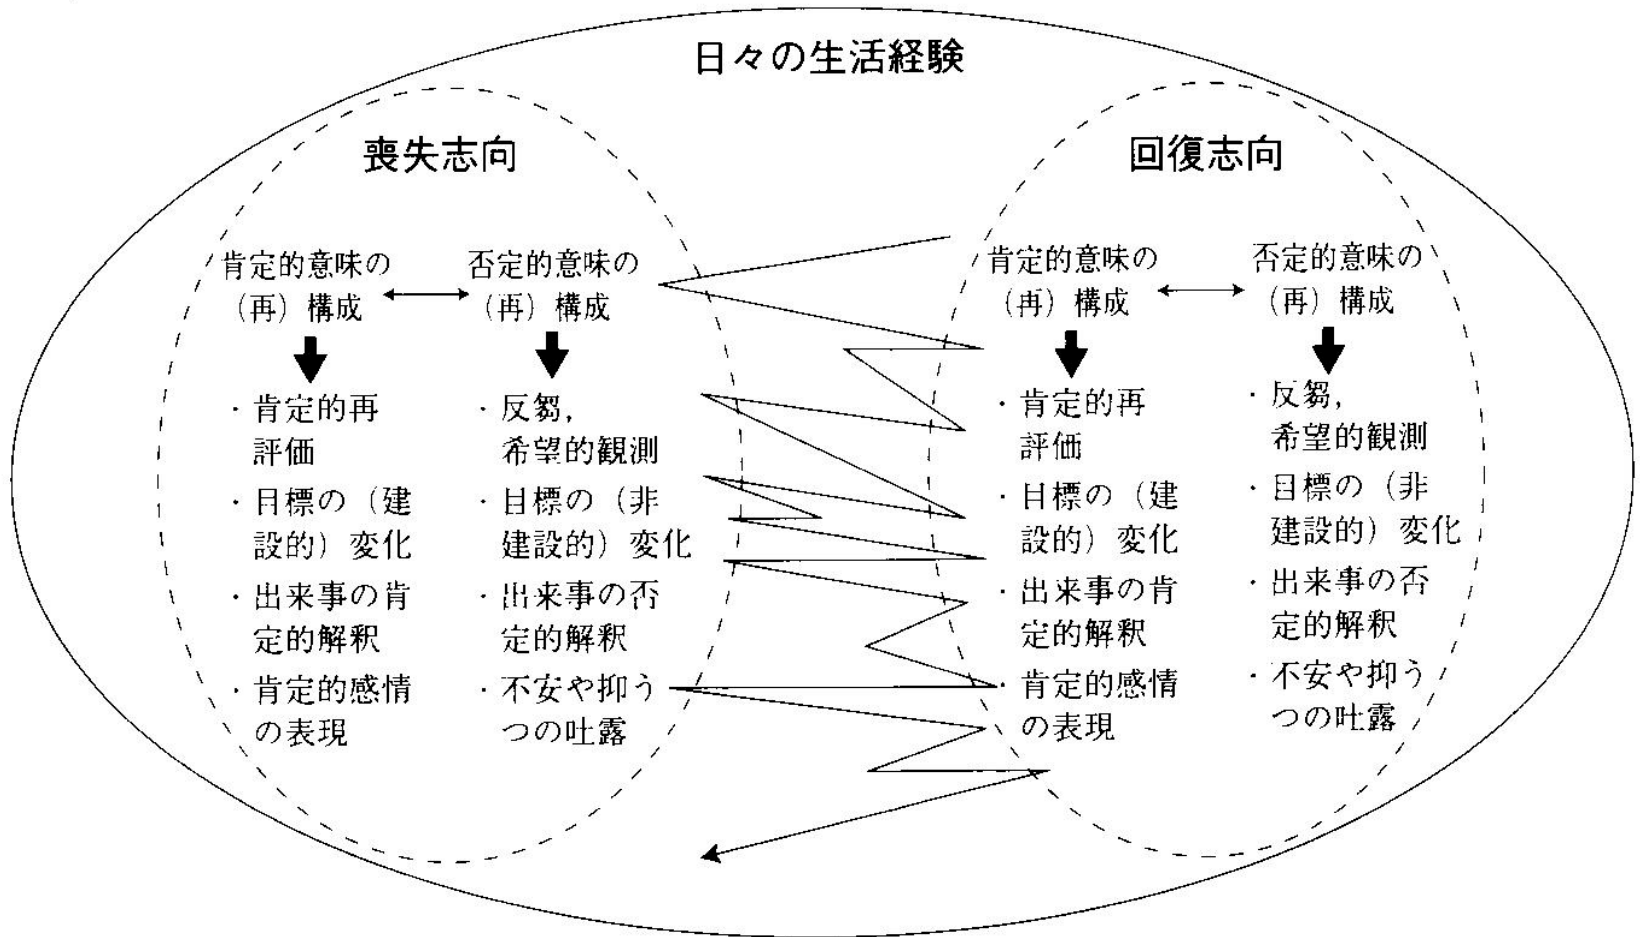 日々の生活経験
喪失志向
肯定的意味の
（再）構成
否定的意味の
（再）構成
・肯定的再
評価
・目標の（建
設的）変化
・出来事の肯
定的解釈
・肯定的感情
の表現
・反芻，
希望的観測
・目標の（非
建設的）変化
・出来事の否
定的解釈
・不安や抑う
つの吐露
回復志向
肯定的意味の
（再）構成
否定的意味の
（再）構成
・肯定的再
評価
・目標の（建
設的）変化
・出来事の肯
定的解釈
・肯定的感情
の表現
・反芻，
希望的観測
・目標の（非
建設的）変化
・出来事の否
定的解釈
・不安や抑う
つの吐露